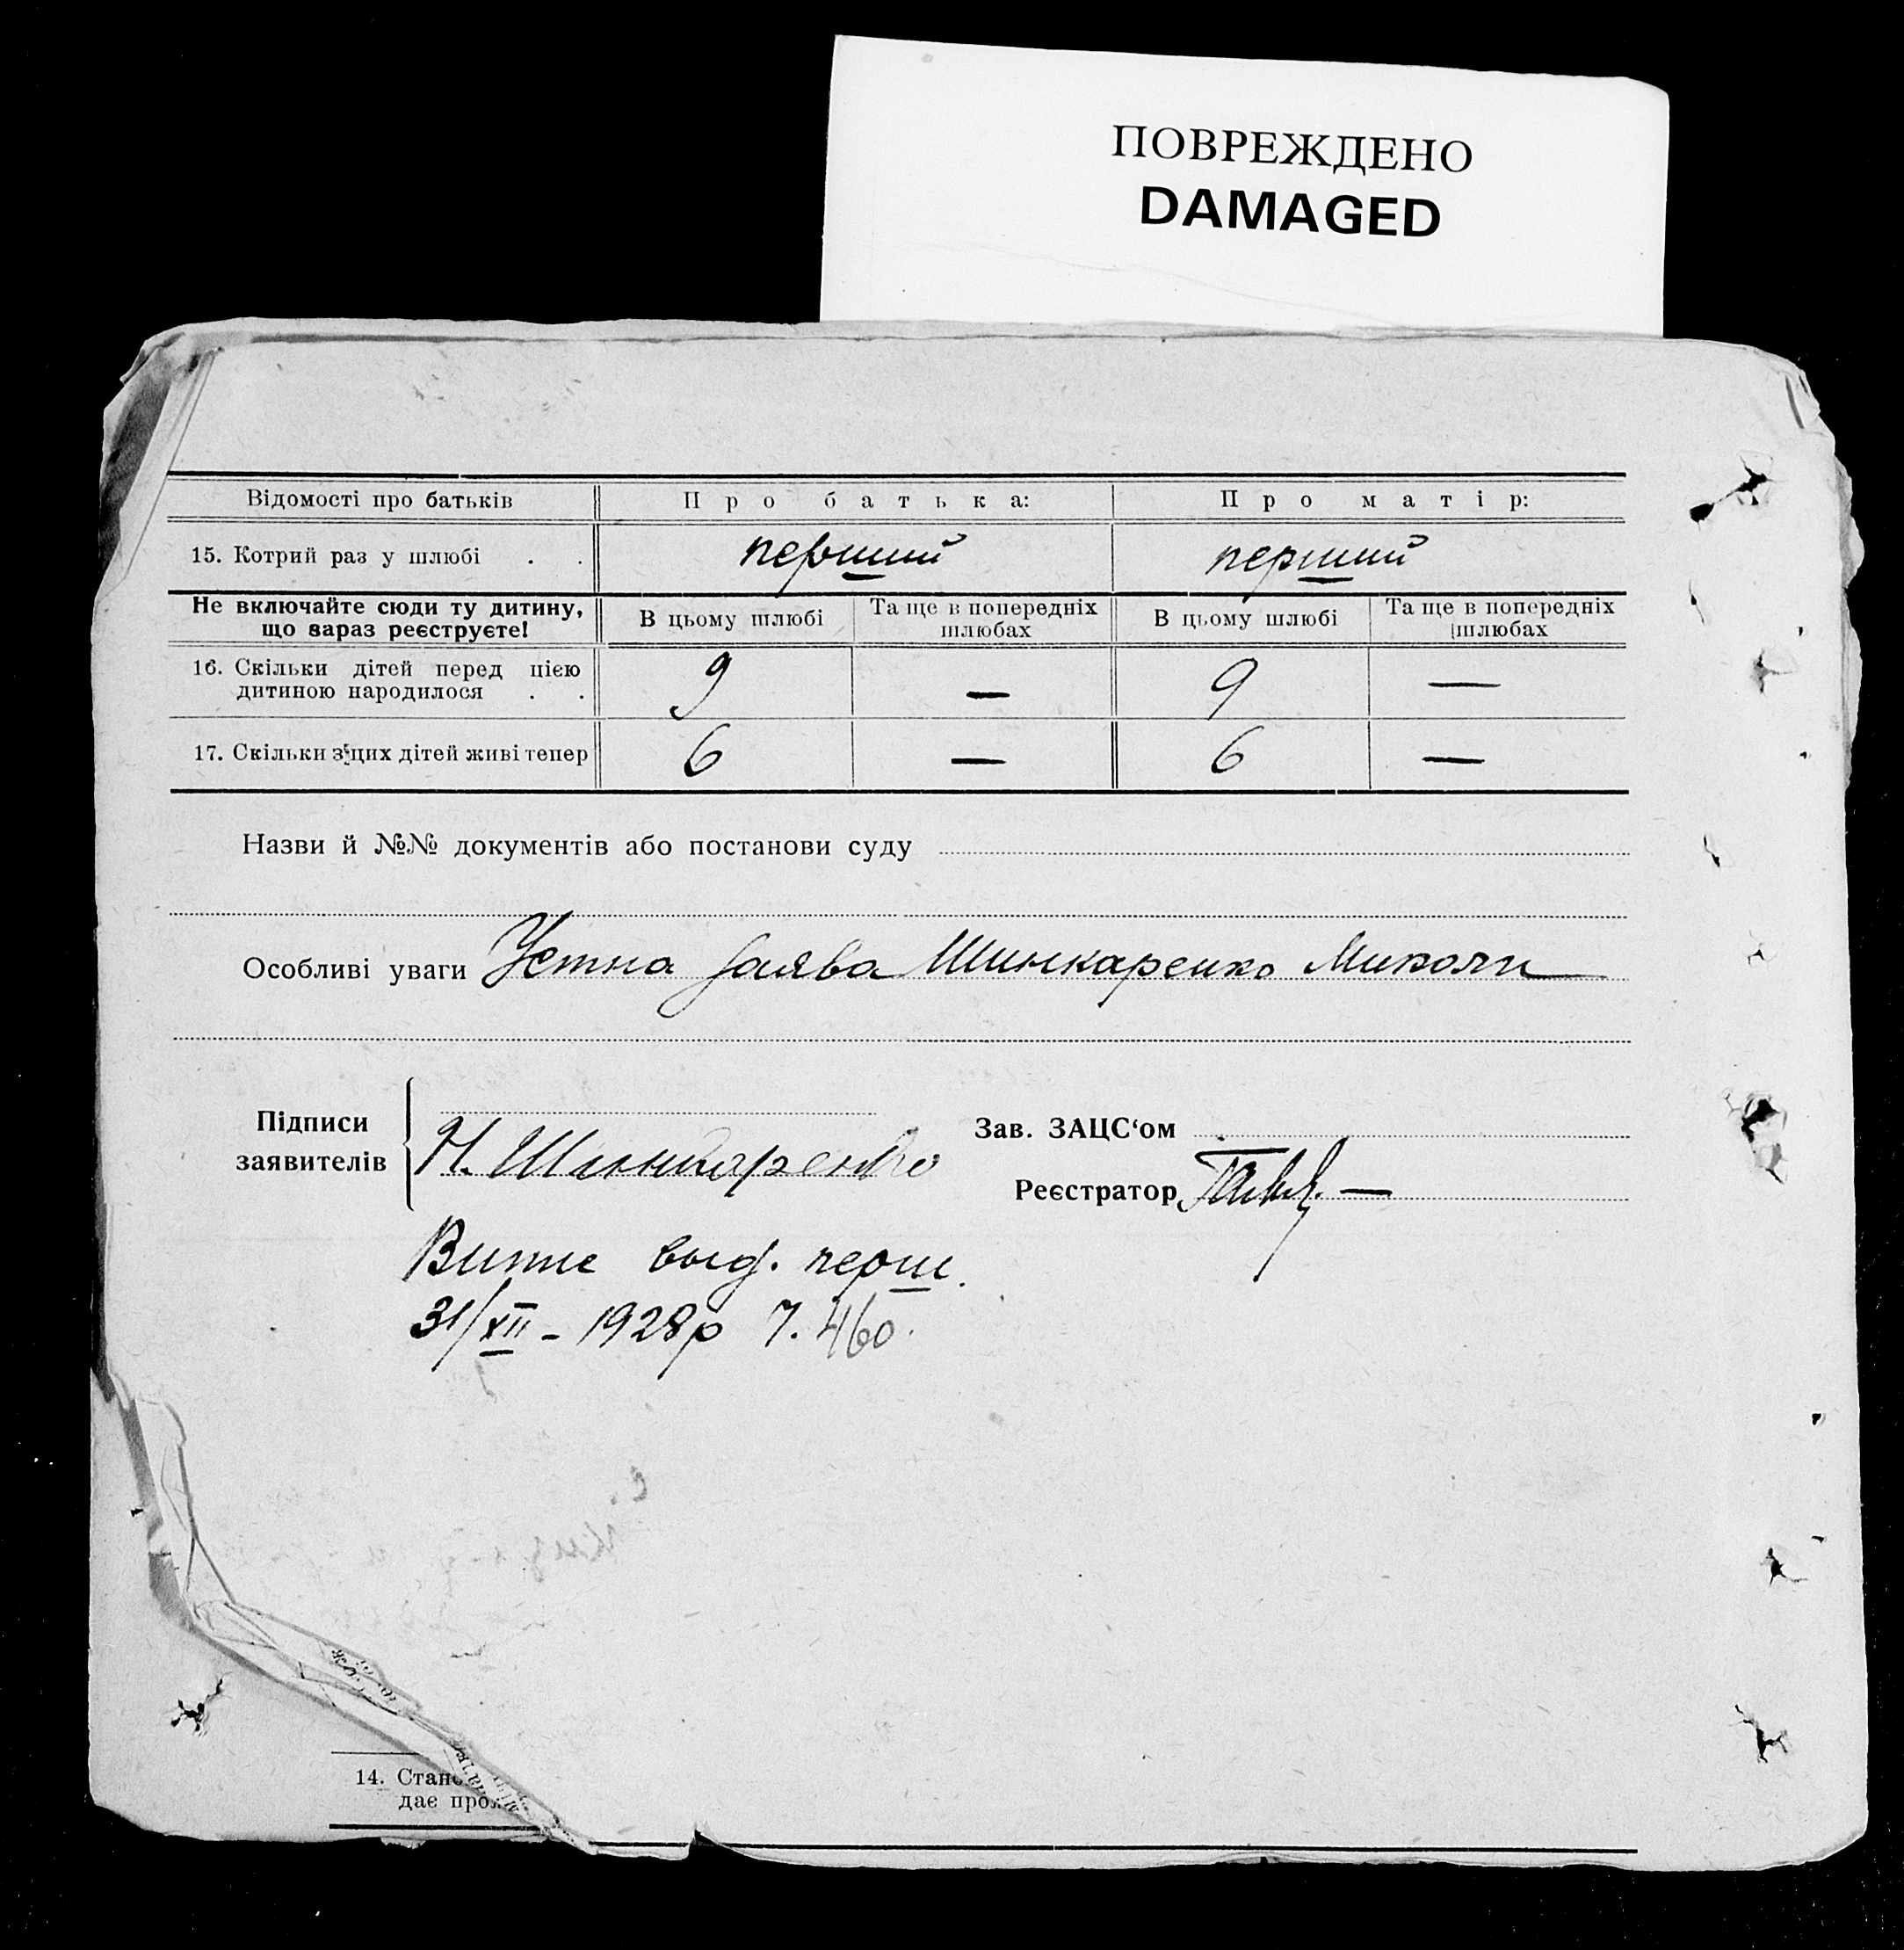 ПОВРЕЖДЕНО
DAMAGED
Відомості про батьків Про батька: Про матір:
15. Котрий раз у шлюбі . . первший перший
Не включайте сюди ту дитину, що зараз реєструєте! В цьому шлюбі Та ще в попередніх шлюбах В цьому шлюбі Та ще в попередніх шлюбах
16. Скільки дітей перед цією дитиною народилося . . 9 — 9 —
17. Скільки з цих дітей живі тепер 6 — 6 —
Назви й №№ документів або постанови суду
Особливі уваги Устна заява Шинкаренко Миколи
Підписи заявителів Н. Шинкаренко
Зав. ЗАЦС‘ом
Реєстратор
перш.
31/XII - 1928р 7.460.
14. Стано
дає про